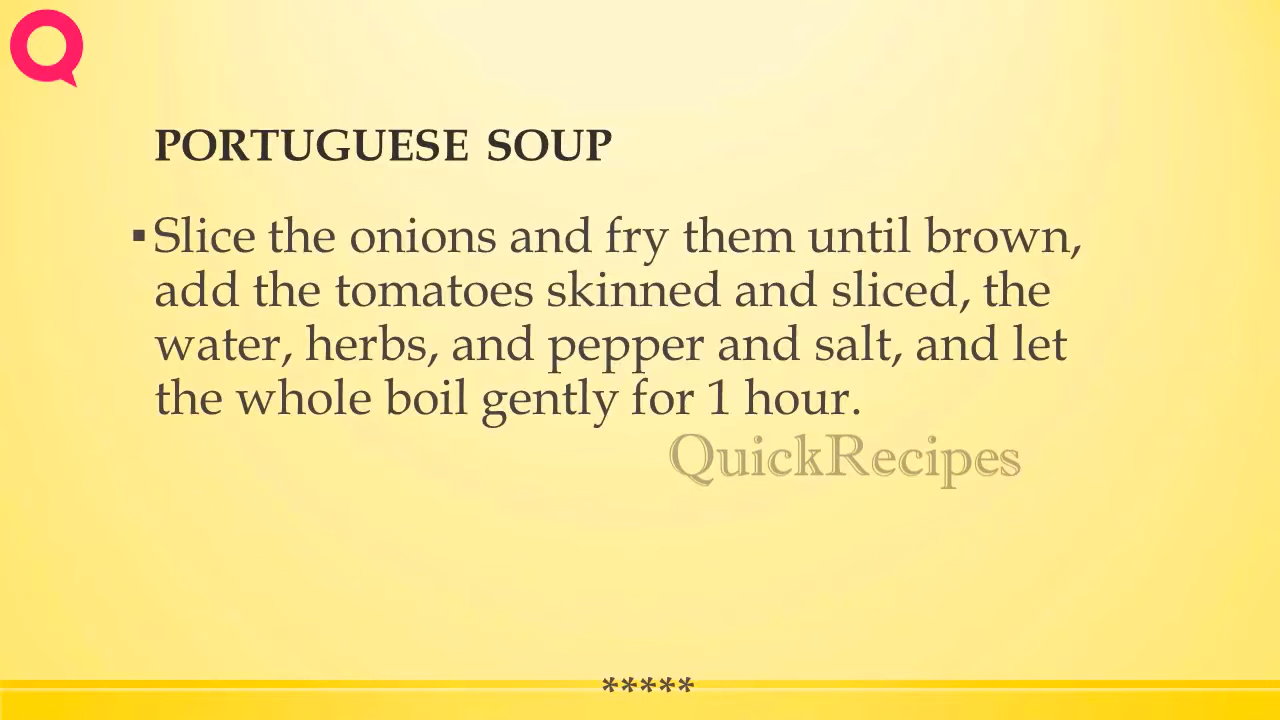 PORTUGUESE SOUP
▪ Slice the onions and fry them until brown,
add the tomatoes skinned and sliced, the
water, herbs, and pepper and salt, and let
the whole boil gently for 1 hour.
QuickRecipes
*****